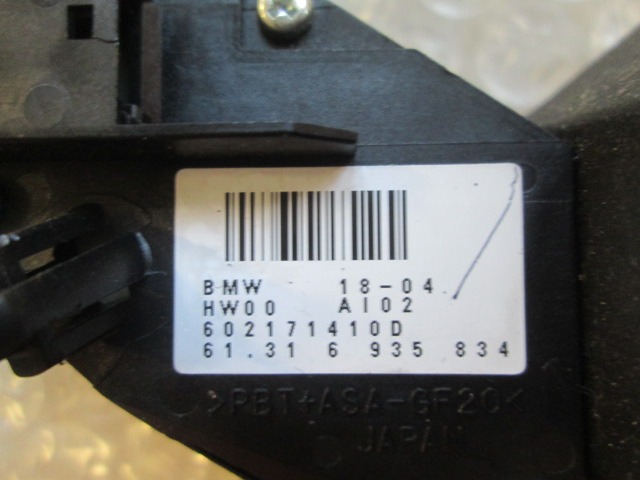 BMW 18-04
HW00 AI02
602171410D
61.31 6 935 834
>PBT+ASA-GF20<
JAPAN